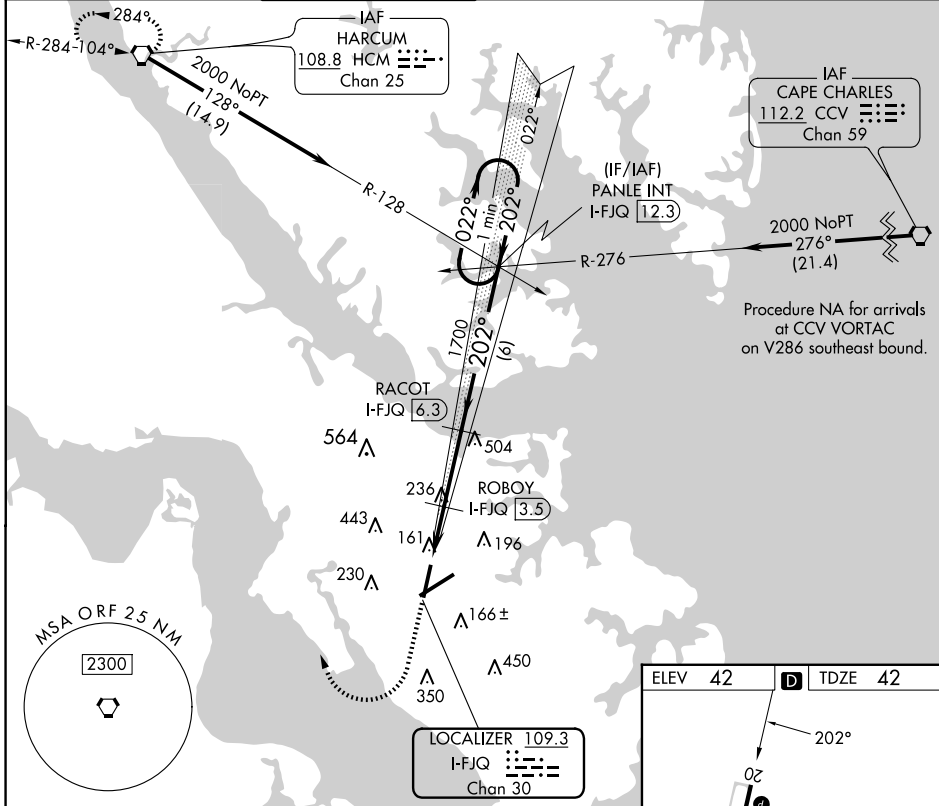 284°
R-284-104°
IAF
HARCUM
108.8 HCM
Chan 25
2000 NoPT
128°
(14.9)
R-128
022°
IAF
CAPE CHARLES
112.2 CCV
Chan 59
(IF/IAF)
PANLE INT
I-FJQ 12.3
022°
1 min
202°
2000 NoPT
276°
(21.4)
R-276
Procedure NA for arrivals
at CCV VORTAC
on V286 southeast bound.
1700
202°
(6)
RACOT
I-FJQ 6.3
564
504
236
ROBOY
I-FJQ 3.5
443
161
196
230
166±
450
350
MSA ORF 25 NM
2300
LOCALIZER 109.3
I-FJQ
Chan 30
ELEV 42
D
TDZE 42
202°
20
P